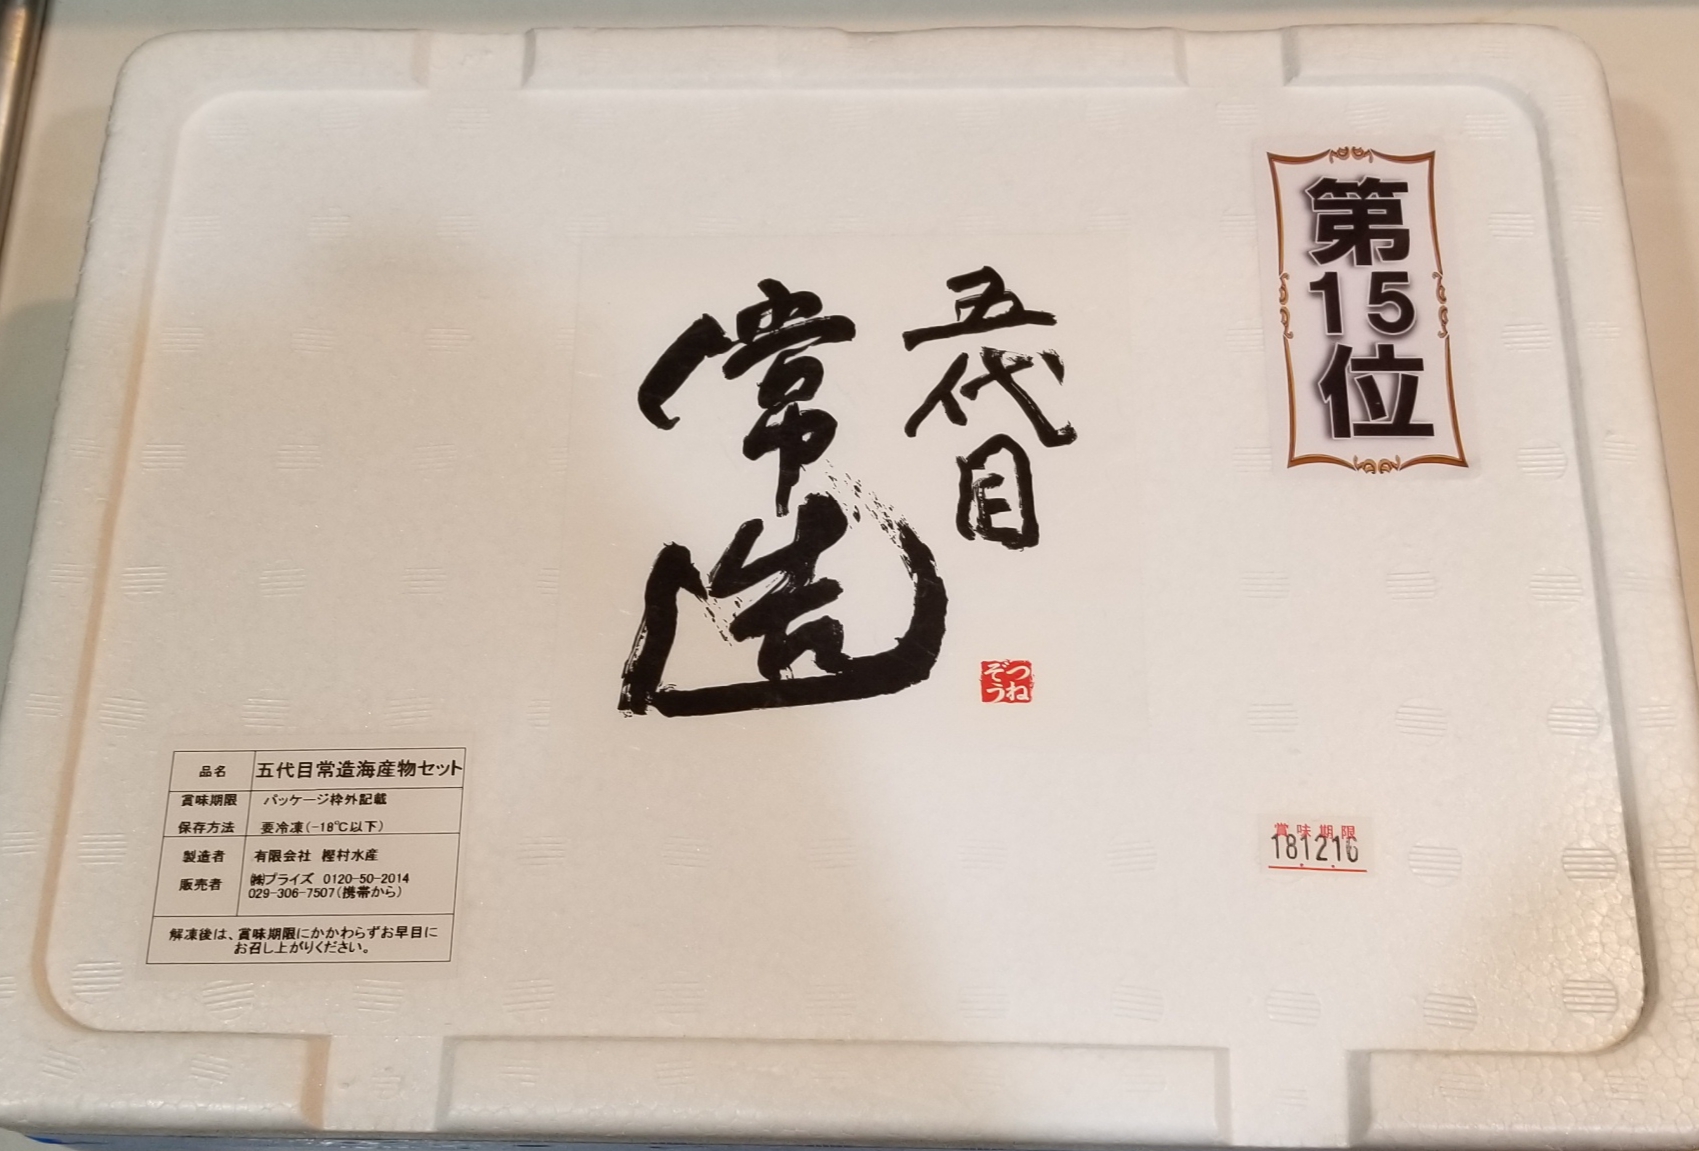 第
15
位
五代目
常造
つね
ぞう
品名 五代目常造海産物セット
賞味期限 パッケージ枠外記載
保存方法 要冷凍(-18℃以下)
製造者 有限会社 樫村水産
販売者 ㈱プライズ 0120-50-2014
029-306-7507(携帯から)
解凍後は、賞味期限にかかわらずお早目に
お召し上がりください。
賞味期限
181216